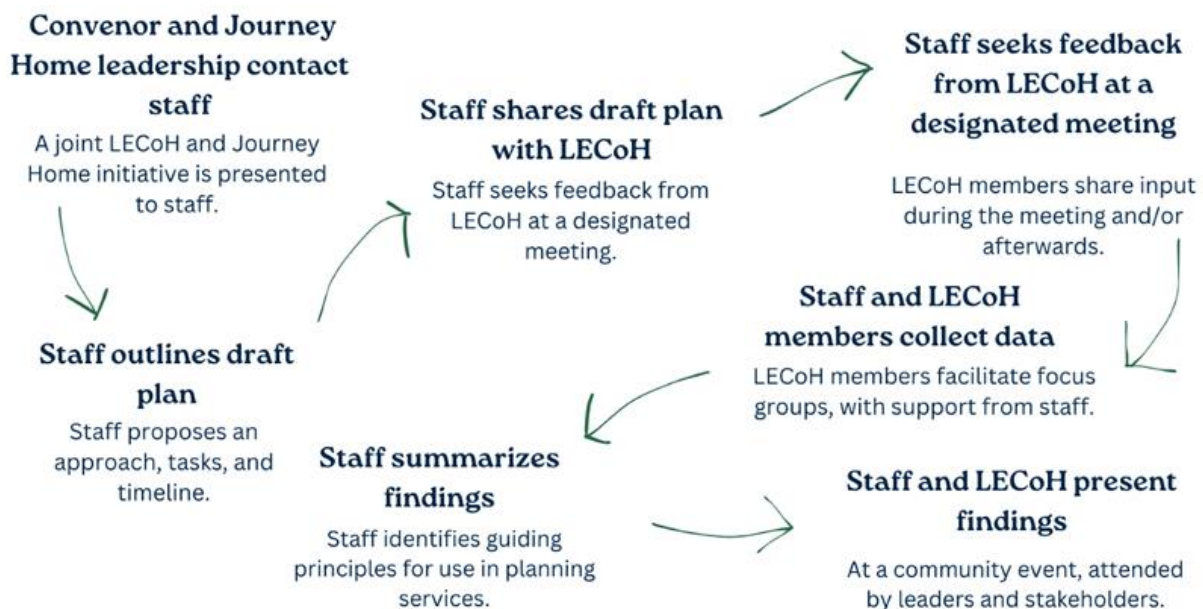 Convenor and Journey
Home leadership contact
staff
A joint LECoH and Journey
Home initiative is presented
to staff.
Staff outlines draft
plan
Staff proposes an
approach, tasks, and
timeline.
Staff shares draft plan
with LECoH
Staff seeks feedback from
LECoH at a designated
meeting.
Staff seeks feedback
from LECoH at a
designated meeting
LECoH members share input
during the meeting and/or
afterwards.
Staff and LECoH
members collect data
LECoH members facilitate focus
groups, with support from staff.
Staff summarizes
findings
Staff identifies guiding
principles for use in planning
services.
Staff and LECoH present
findings
At a community event, attended
by leaders and stakeholders.